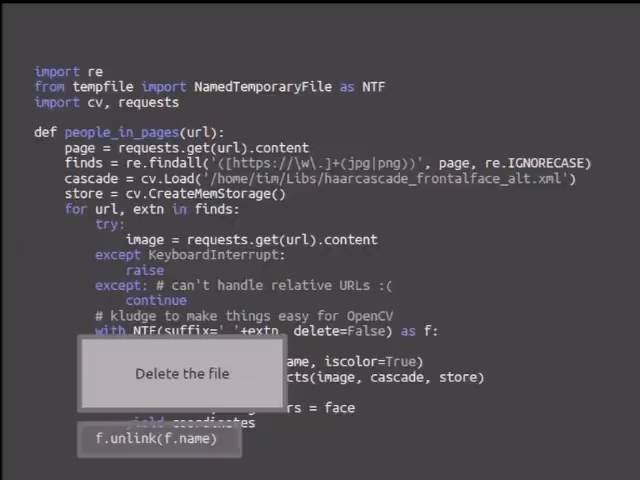 import re
from tempfile import NamedTemporaryFile as NTF
import cv, requests
def people_in_pages(url):
page = requests.get(url).content
finds = re.findall('([https://\w\.]+(jpg|png))', page, re.IGNORECASE)
cascade = cv.Load('/home/tim/Libs/haarcascade_frontalface_alt.xml')
store = cv.CreateMemStorage()
for url, extn in finds:
try:
image = requests.get(url).content
except KeyboardInterrupt:
raise
except: # can't handle relative URLs :(
continue
# kludge to make things easy for OpenCV
with NTF(suffix='.'+extn, delete=False) as f:
ame, iscolor=True)
Delete the file
cts(image, cascade, store)
rs = face
yield coordinates
f.unlink(f.name)